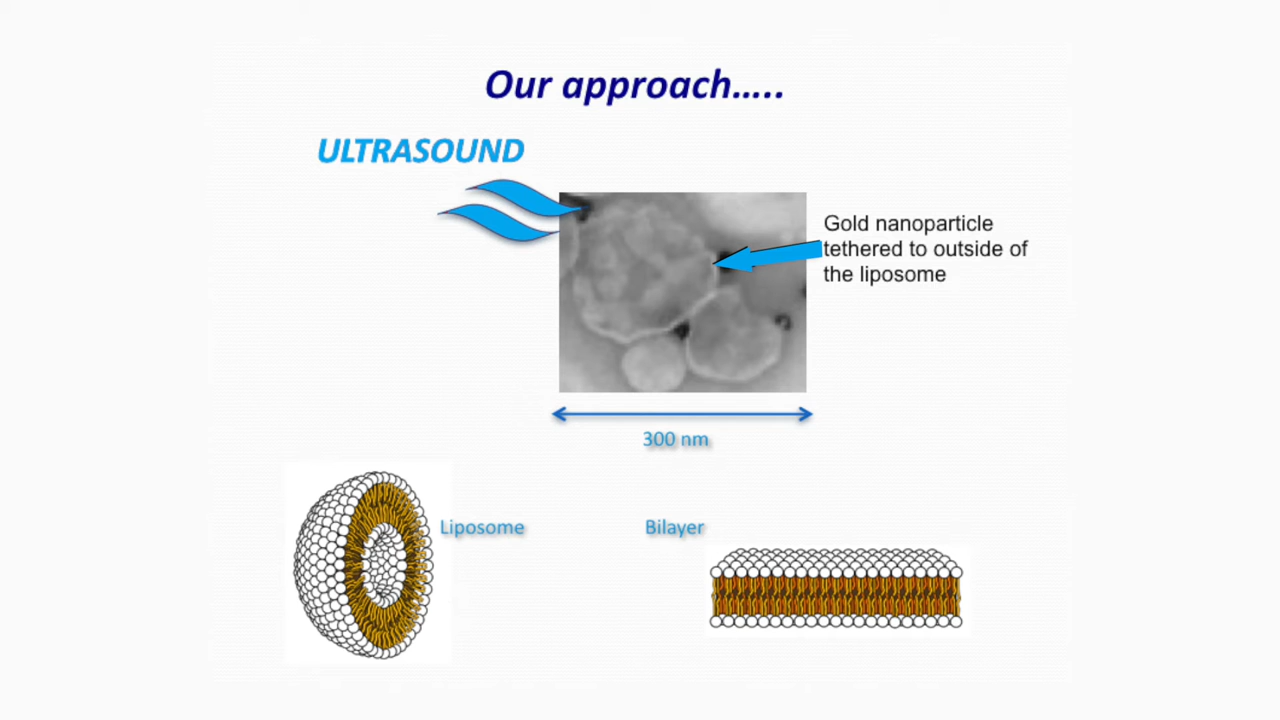 Our approach…..
ULTRASOUND
Gold nanoparticle
tethered to outside of
the liposome
300 nm
Liposome
Bilayer